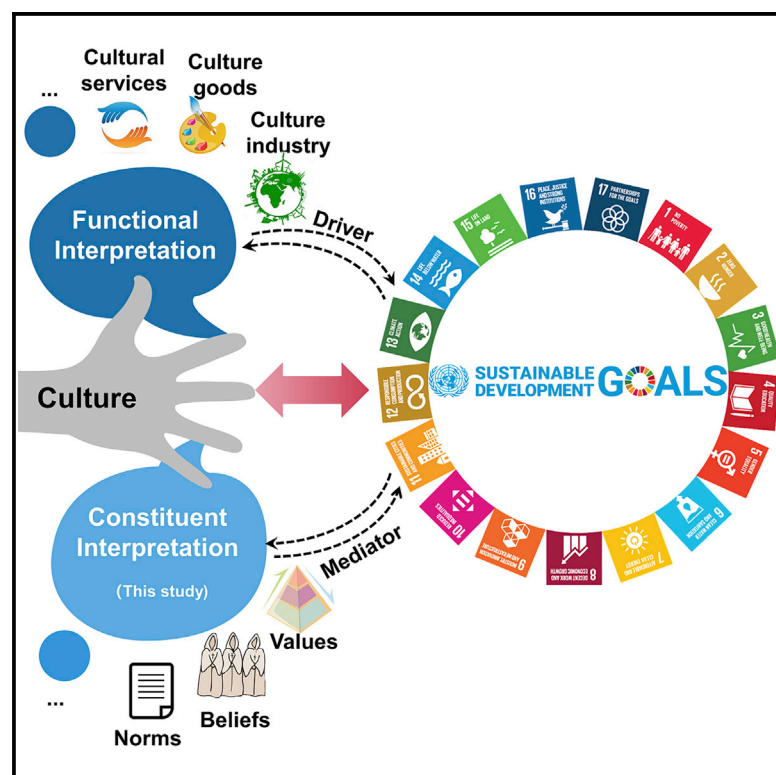 ...
Cultural
services
Culture
goods
Culture
industry
Functional
Interpretation
Driver
Culture
Constituent
Interpretation
(This study)
Mediator
Values
Beliefs
Norms
...
SUSTAINABLE
DEVELOPMENT
GOALS
1 NO
POVERTY
2 ZERO
HUNGER
3 GOOD HEALTH
AND WELL-BEING
4 QUALITY
EDUCATION
5 GENDER
EQUALITY
6 CLEAN WATER
AND SANITATION
7 AFFORDABLE AND
CLEAN ENERGY
8 DECENT WORK AND
ECONOMIC GROWTH
9 INDUSTRY, INNOVATION
AND INFRASTRUCTURE
10 REDUCED
INEQUALITIES
11 SUSTAINABLE CITIES
AND COMMUNITIES
12 RESPONSIBLE
CONSUMPTION
AND PRODUCTION
13 CLIMATE
ACTION
14 LIFE
BELOW WATER
15 LIFE
ON LAND
16 PEACE, JUSTICE
AND STRONG
INSTITUTIONS
17 PARTNERSHIPS
FOR THE GOALS